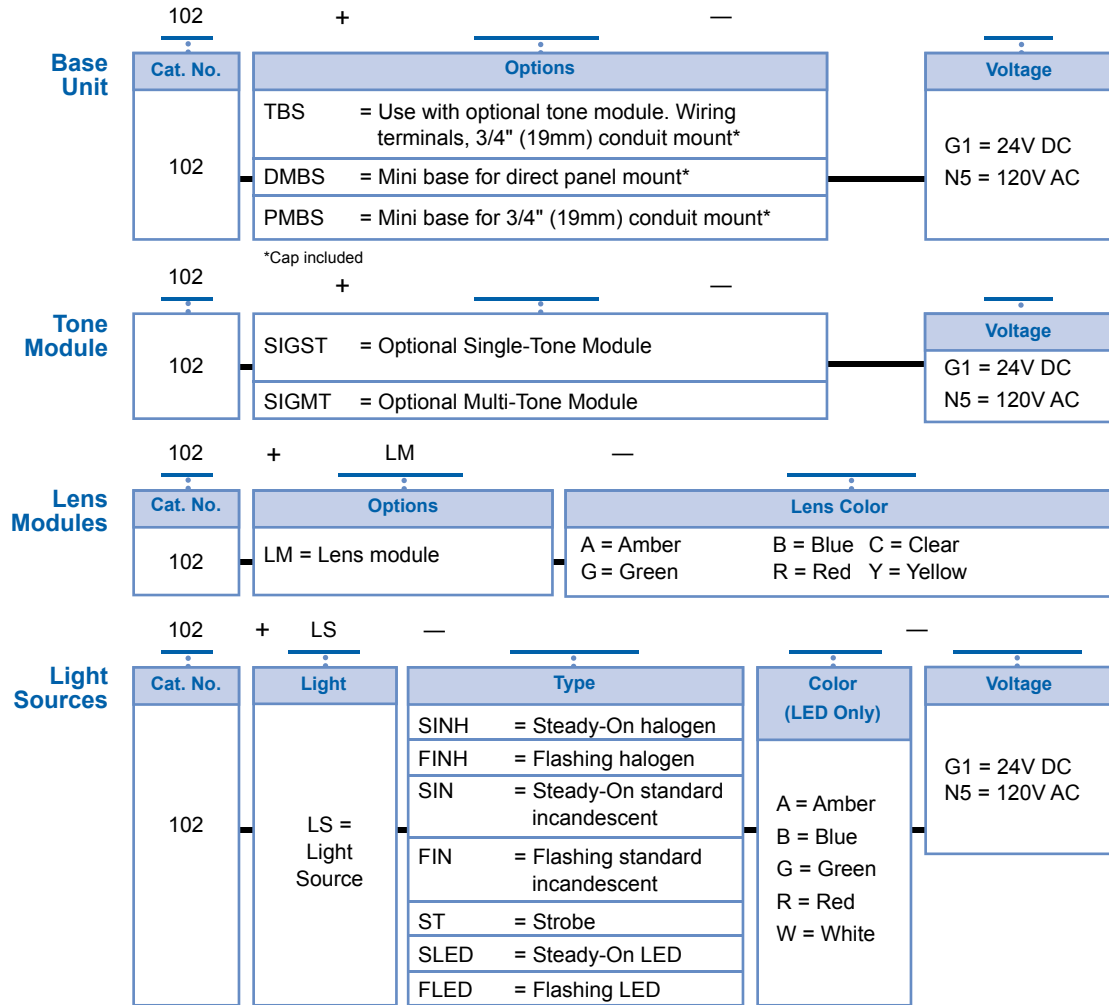 102 + —
Base Unit
Cat. No. Options Voltage
102
TBS = Use with optional tone module. Wiring
terminals, 3/4" (19mm) conduit mount*
DMBS = Mini base for direct panel mount*
PMBS = Mini base for 3/4" (19mm) conduit mount*
G1 = 24V DC
N5 = 120V AC
*Cap included
102 + —
Tone Module
Voltage
102
SIGST = Optional Single-Tone Module
SIGMT = Optional Multi-Tone Module
G1 = 24V DC
N5 = 120V AC
102 + LM —
Lens Modules
Cat. No. Options Lens Color
102
LM = Lens module
A = Amber B = Blue C = Clear
G = Green R = Red Y = Yellow
102 + LS — —
Light Sources
Cat. No. Light Type Color Voltage
(LED Only)
102
LS =
Light
Source
SINH = Steady-On halogen
FINH = Flashing halogen
SIN = Steady-On standard
incandescent
FIN = Flashing standard
incandescent
ST = Strobe
SLED = Steady-On LED
FLED = Flashing LED
A = Amber
B = Blue
G = Green
R = Red
W = White
G1 = 24V DC
N5 = 120V AC